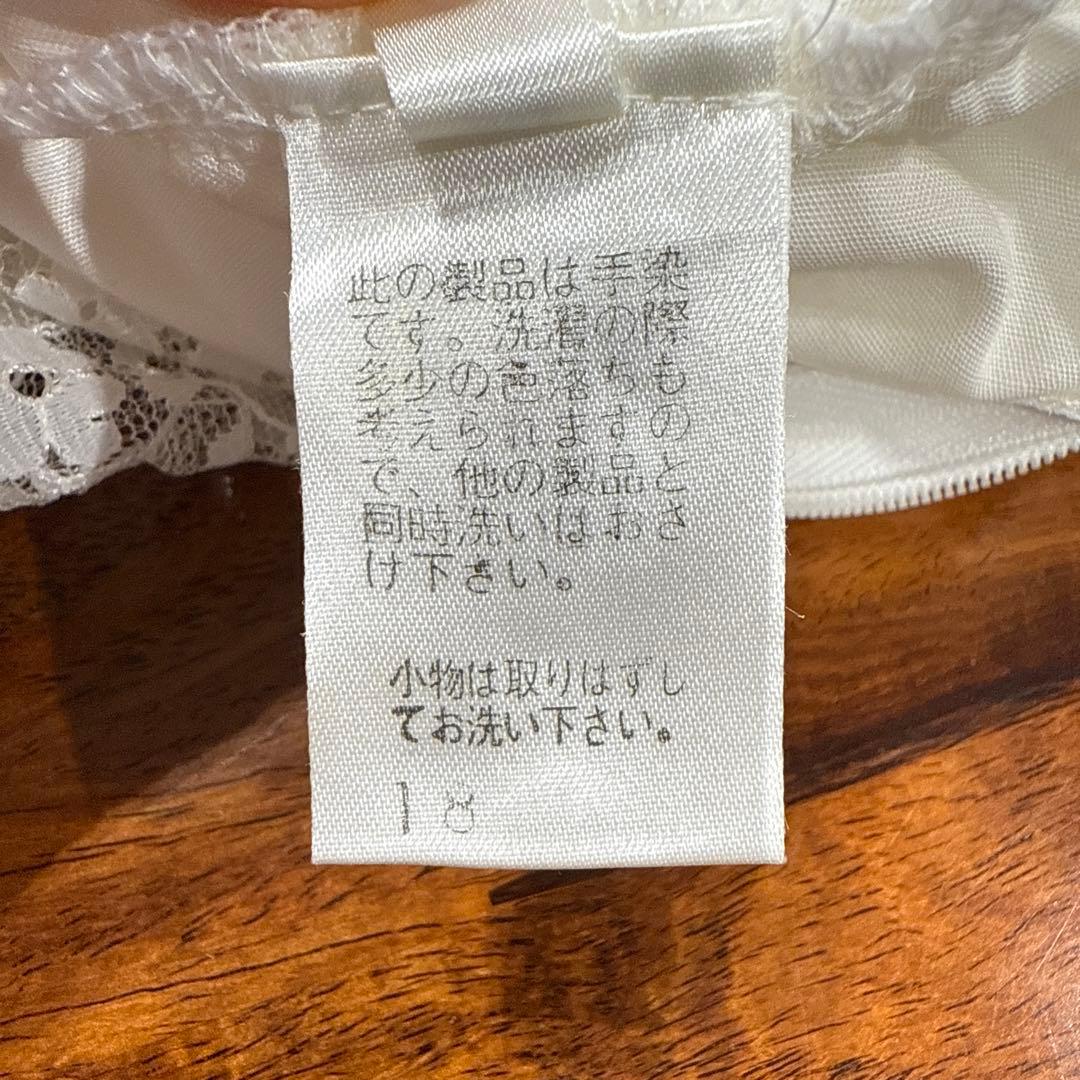 此の製品は手染
です。洗濯の際
多少の色落ちも
考えられますの
で、他の製品と
同時洗いはおさ
け下さい。
小物は取りはずし
てお洗い下さい。
18